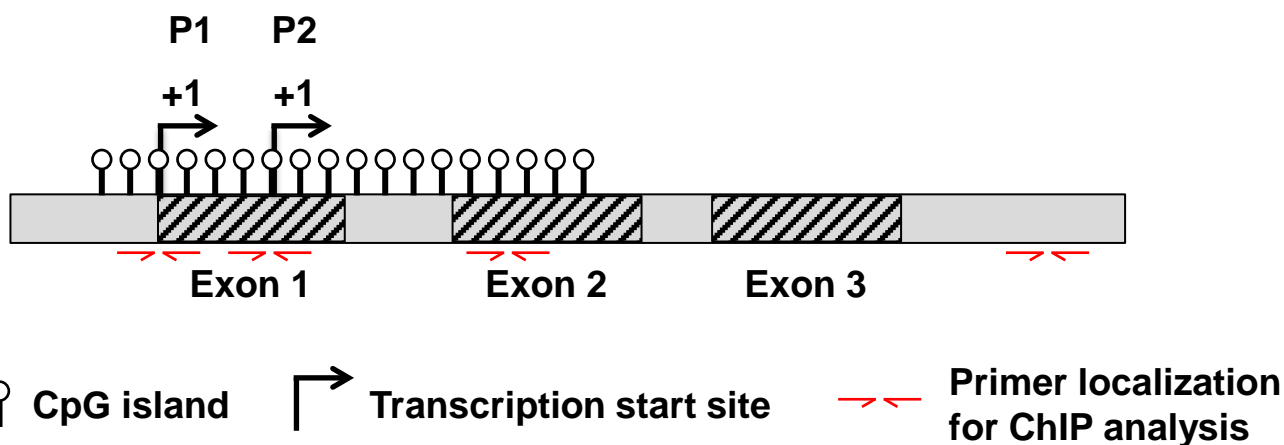 P1 P2
+1 +1
Exon 1 Exon 2 Exon 3
CpG island
Transcription start site
Primer localization
for ChIP analysis